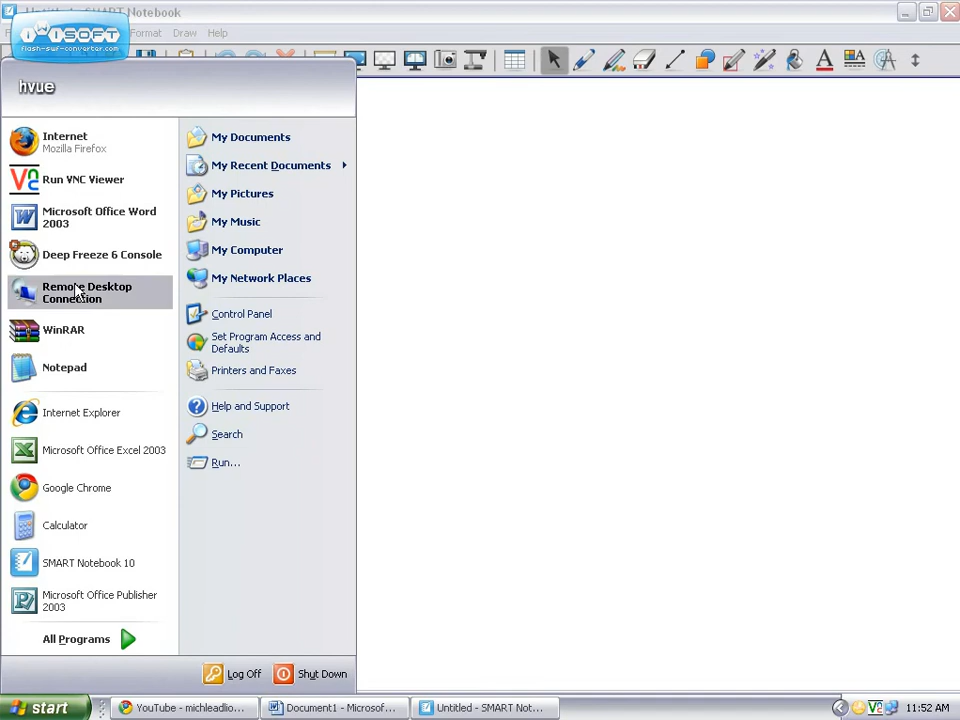 Untitled - SMART Notebook
iWiSOFT
flash-swf-converter.com
Format Draw Help
hvue
Internet
Mozilla Firefox
Run VNC Viewer
Microsoft Office Word
2003
Deep Freeze 6 Console
Remote Desktop
Connection
WinRAR
Notepad
Internet Explorer
Microsoft Office Excel 2003
Google Chrome
Calculator
SMART Notebook 10
Microsoft Office Publisher
2003
All Programs
My Documents
My Recent Documents
My Pictures
My Music
My Computer
My Network Places
Control Panel
Set Program Access and
Defaults
Printers and Faxes
Help and Support
Search
Run...
Log Off
Shut Down
start
YouTube - michleadlio...
Document1 - Microsof...
Untitled - SMART Not...
11:52 AM